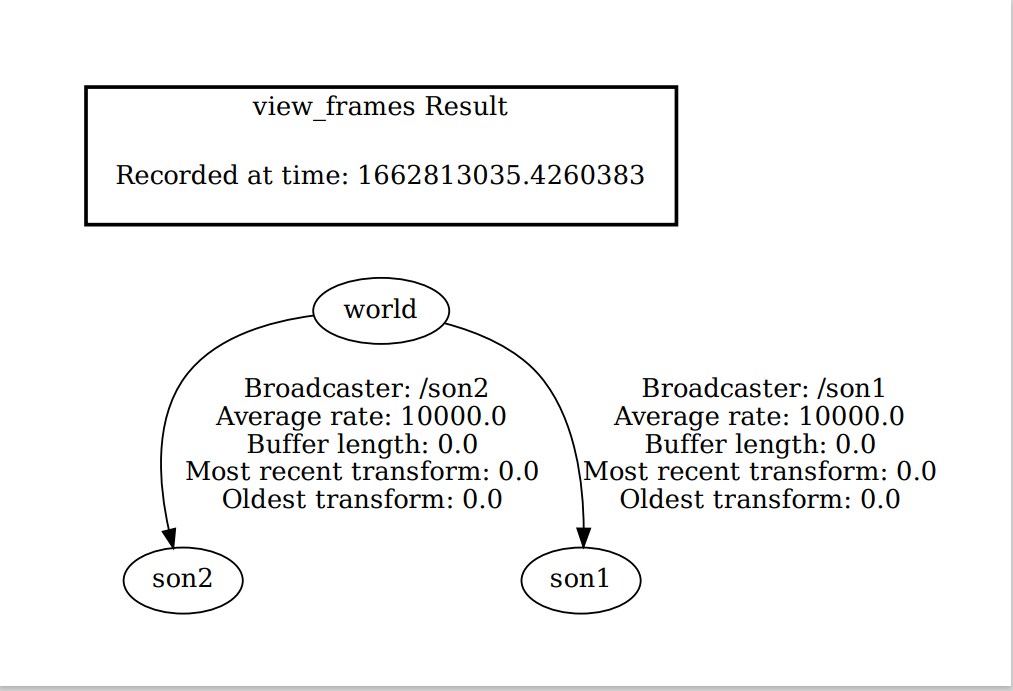 view_frames Result
Recorded at time: 1662813035.4260383
world
Broadcaster: /son2
Average rate: 10000.0
Buffer length: 0.0
Most recent transform: 0.0
Oldest transform: 0.0
Broadcaster: /son1
Average rate: 10000.0
Buffer length: 0.0
Most recent transform: 0.0
Oldest transform: 0.0
son2
son1